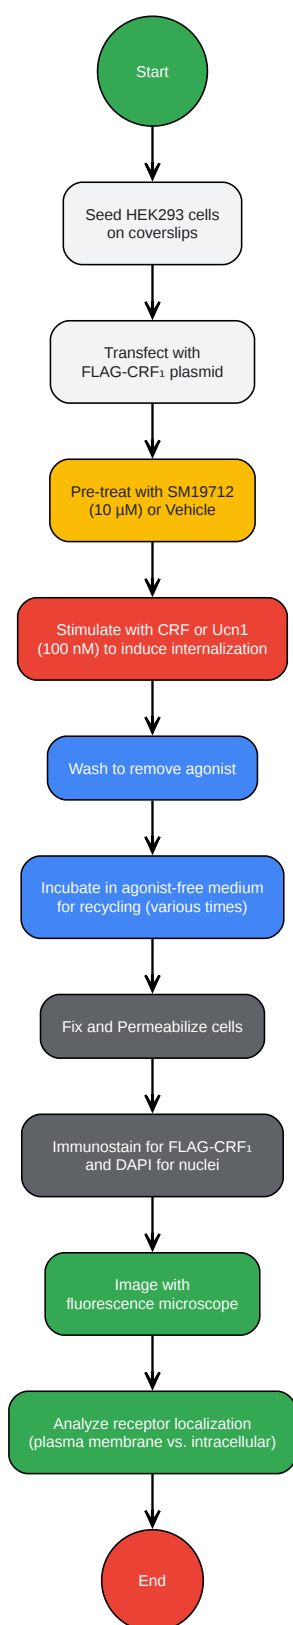 Start
Seed HEK293 cells
on coverslips
Transfect with
FLAG-CRF₁ plasmid
Pre-treat with SM19712
(10 µM) or Vehicle
Stimulate with CRF or Ucn1
(100 nM) to induce internalization
Wash to remove agonist
Incubate in agonist-free medium
for recycling (various times)
Fix and Permeabilize cells
Immunostain for FLAG-CRF₁
and DAPI for nuclei
Image with
fluorescence microscope
Analyze receptor localization
(plasma membrane vs. intracellular)
End